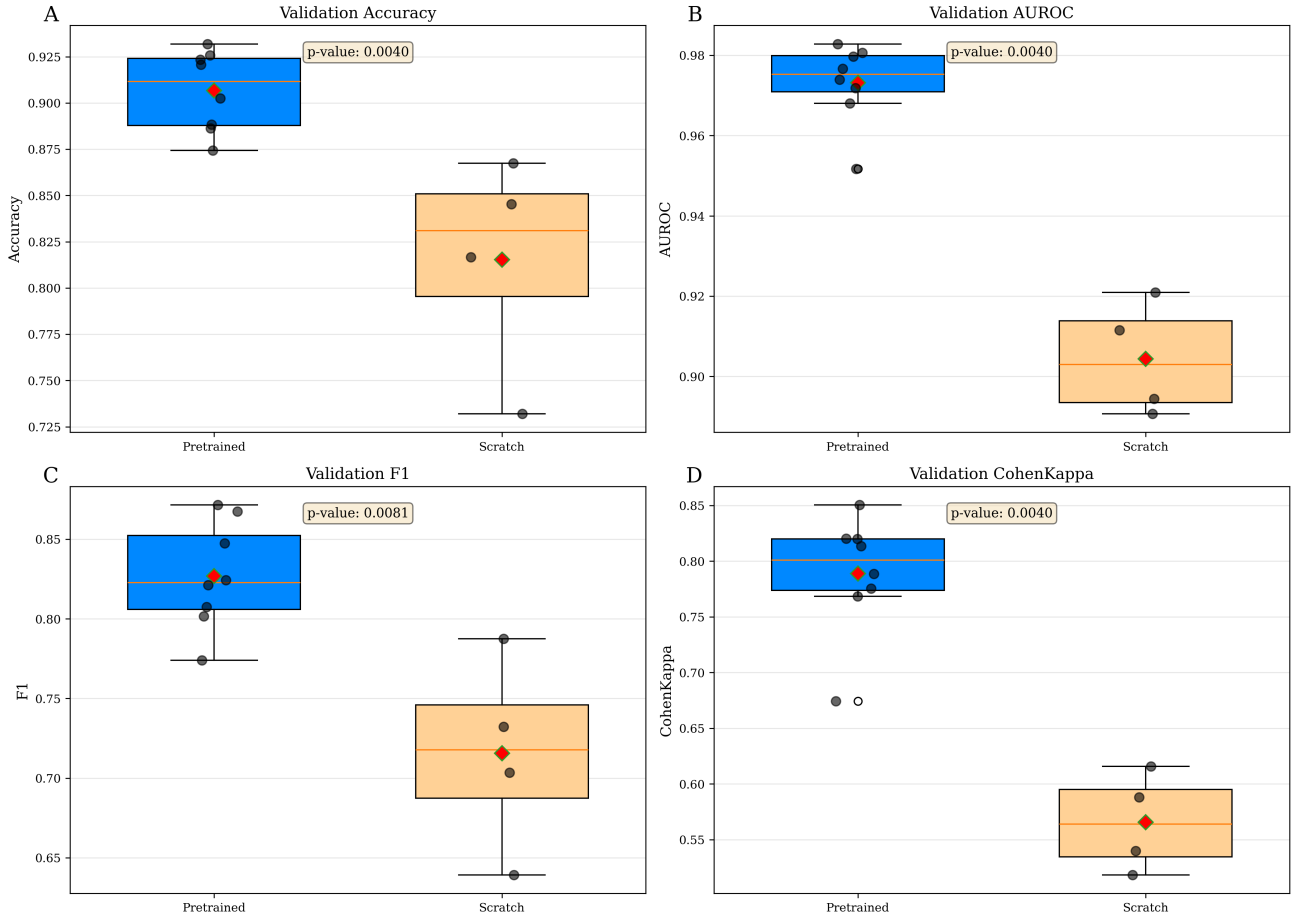 A
Validation Accuracy
p-value: 0.0040
Accuracy
0.925
0.900
0.875
0.850
0.825
0.800
0.775
0.750
0.725
Pretrained
Scratch
B
Validation AUROC
p-value: 0.0040
AUROC
0.98
0.96
0.94
0.92
0.90
Pretrained
Scratch
C
Validation F1
p-value: 0.0081
F1
0.85
0.80
0.75
0.70
0.65
Pretrained
Scratch
D
Validation CohenKappa
p-value: 0.0040
CohenKappa
0.85
0.80
0.75
0.70
0.65
0.60
0.55
Pretrained
Scratch